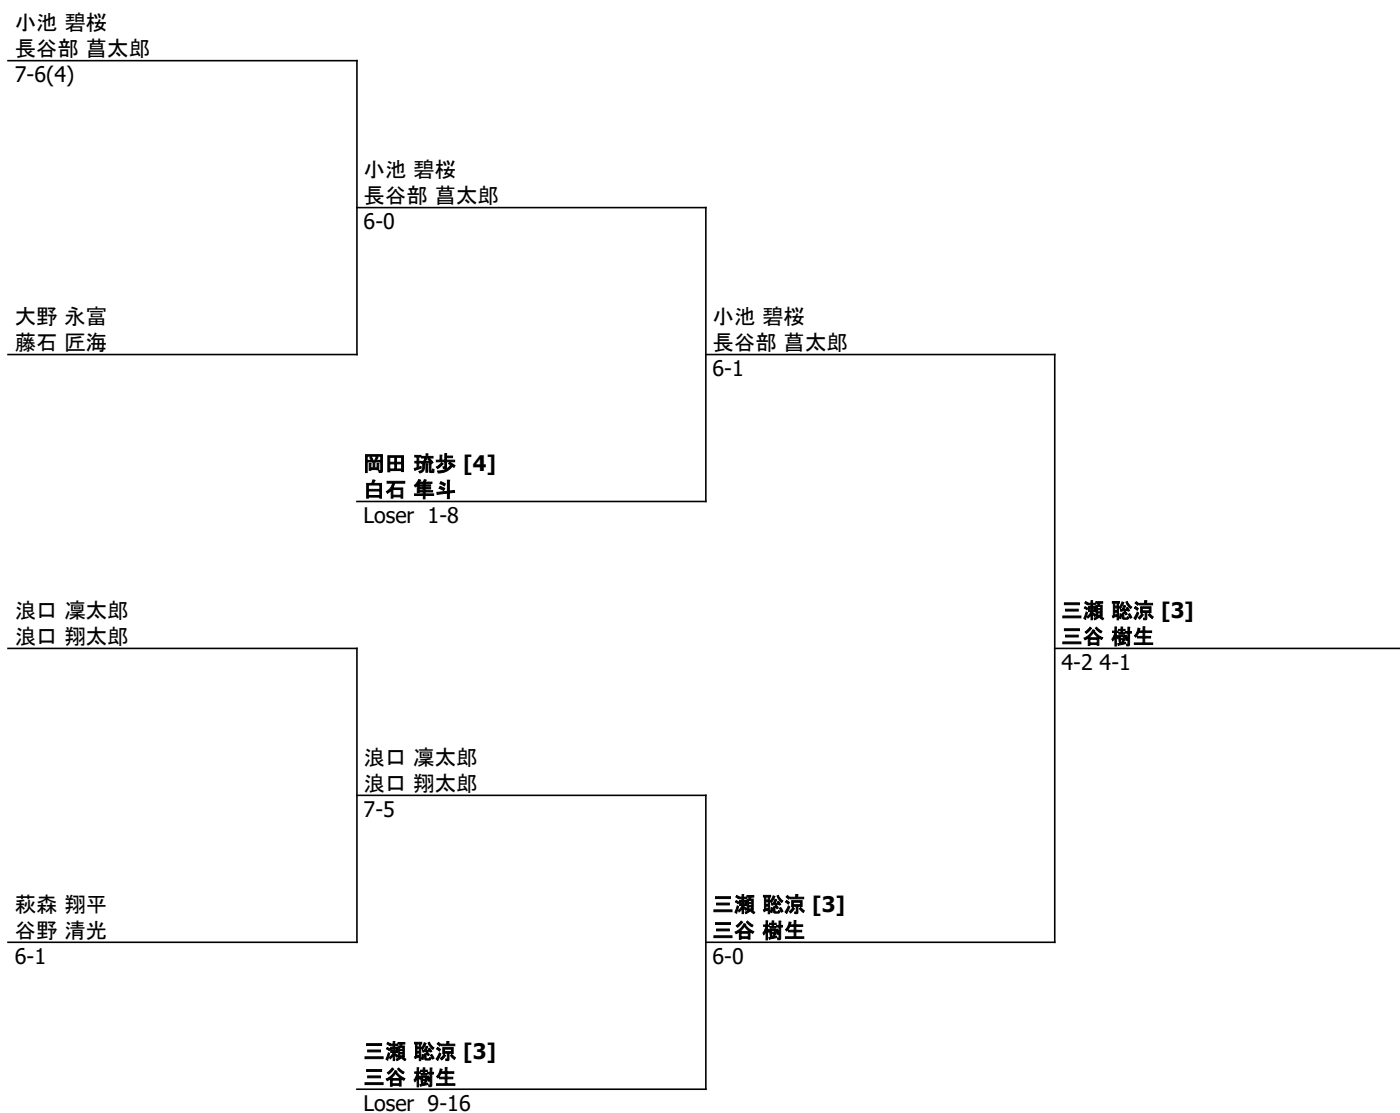 小池 碧桜
長谷部 菖太郎
7-6(4)
小池 碧桜
長谷部 菖太郎
6-0
大野 永富
藤石 匠海
小池 碧桜
長谷部 菖太郎
6-1
岡田 琉歩 [4]
白石 隼斗
Loser 1-8
浪口 凜太郎
浪口 翔太郎
三瀬 聡涼 [3]
三谷 樹生
4-2 4-1
浪口 凜太郎
浪口 翔太郎
7-5
萩森 翔平
谷野 清光
6-1
三瀬 聡涼 [3]
三谷 樹生
6-0
三瀬 聡涼 [3]
三谷 樹生
Loser 9-16